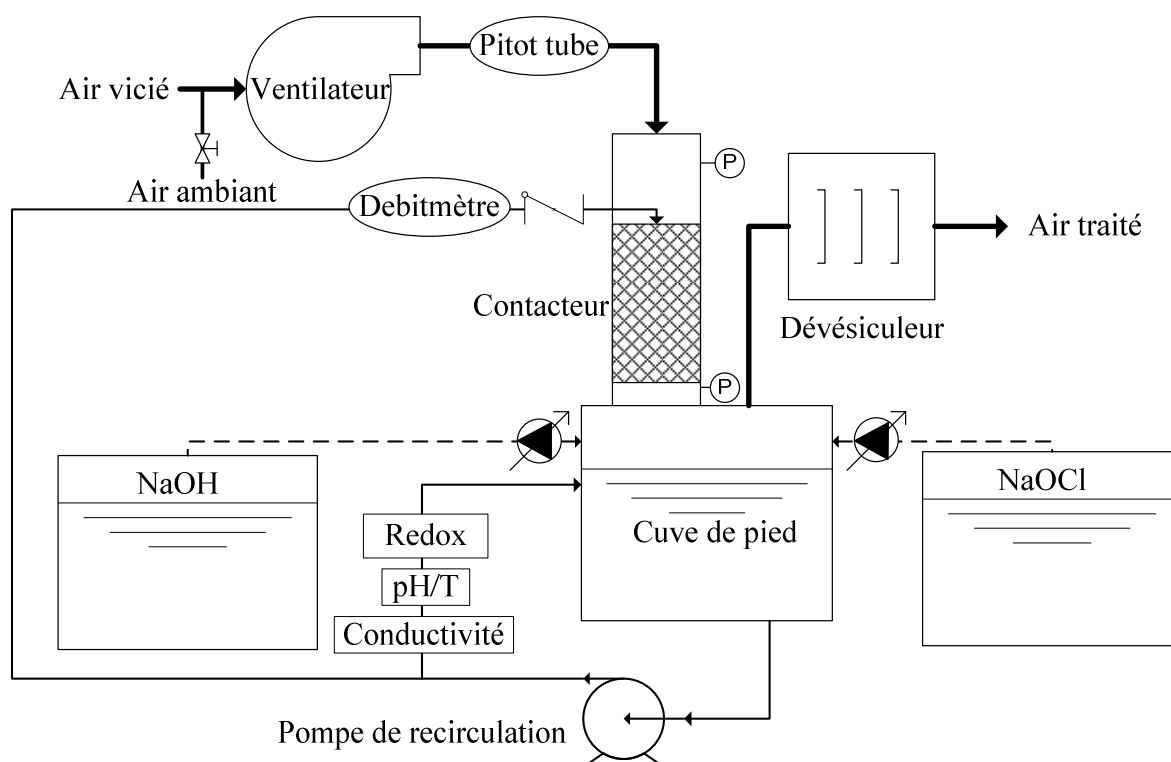 Pitot tube
Air vicié
Ventilateur
P
Air ambiant
Debitmètre
Air traité
Contacteur
Dévésiculeur
P
NaOH
NaOCl
Redox
Cuve de pied
pH/T
Conductivité
Pompe de recirculation